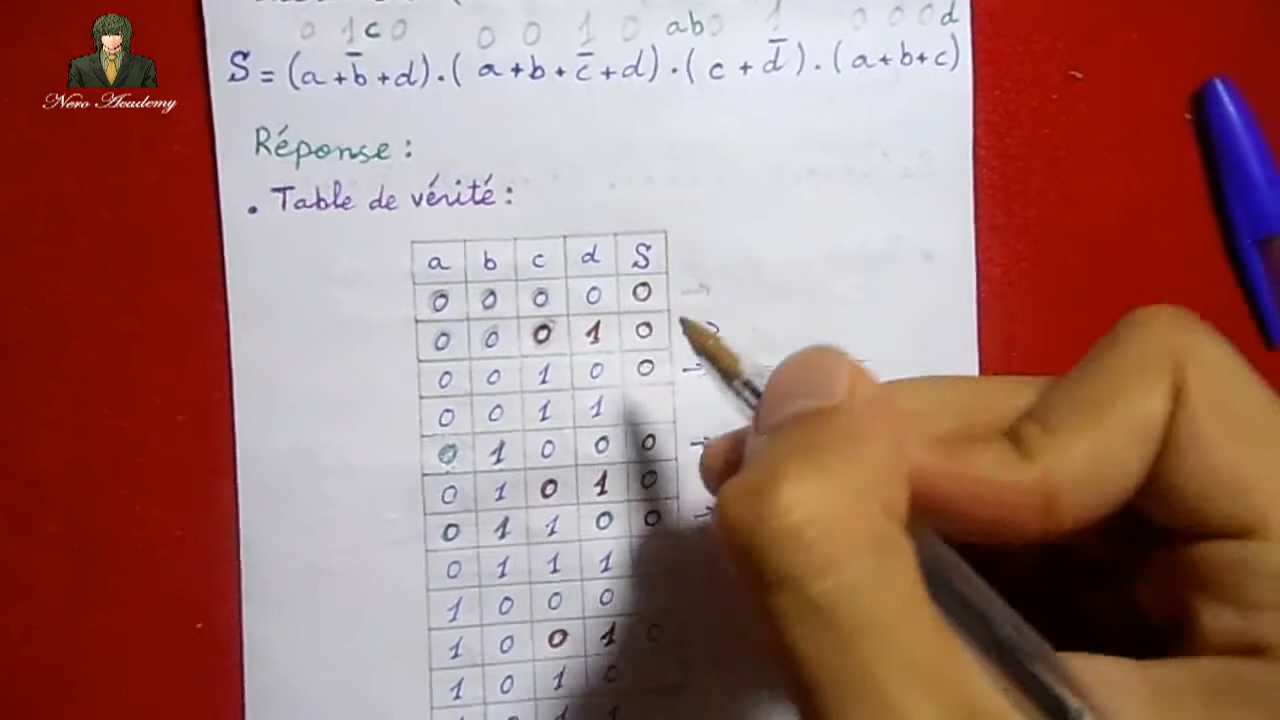 Nero Academy
0 1 c 0 0 0 1 0 ab 0 1 0 0 0 d
S = (a + b̅ + d) . ( a + b + c̅ + d) . ( c + d̅ ) . (a + b + c)
Réponse :
. Table de vérité :
a b c d S
0 0 0 0 0 →
0 0 0 1 0 →
0 0 1 0 0 →
0 0 1 1
0 1 0 0 0 →
0 1 0 1 0
0 1 1 0 0 →
0 1 1 1
1 0 0 0
1 0 0 1 0
1 0 1 0